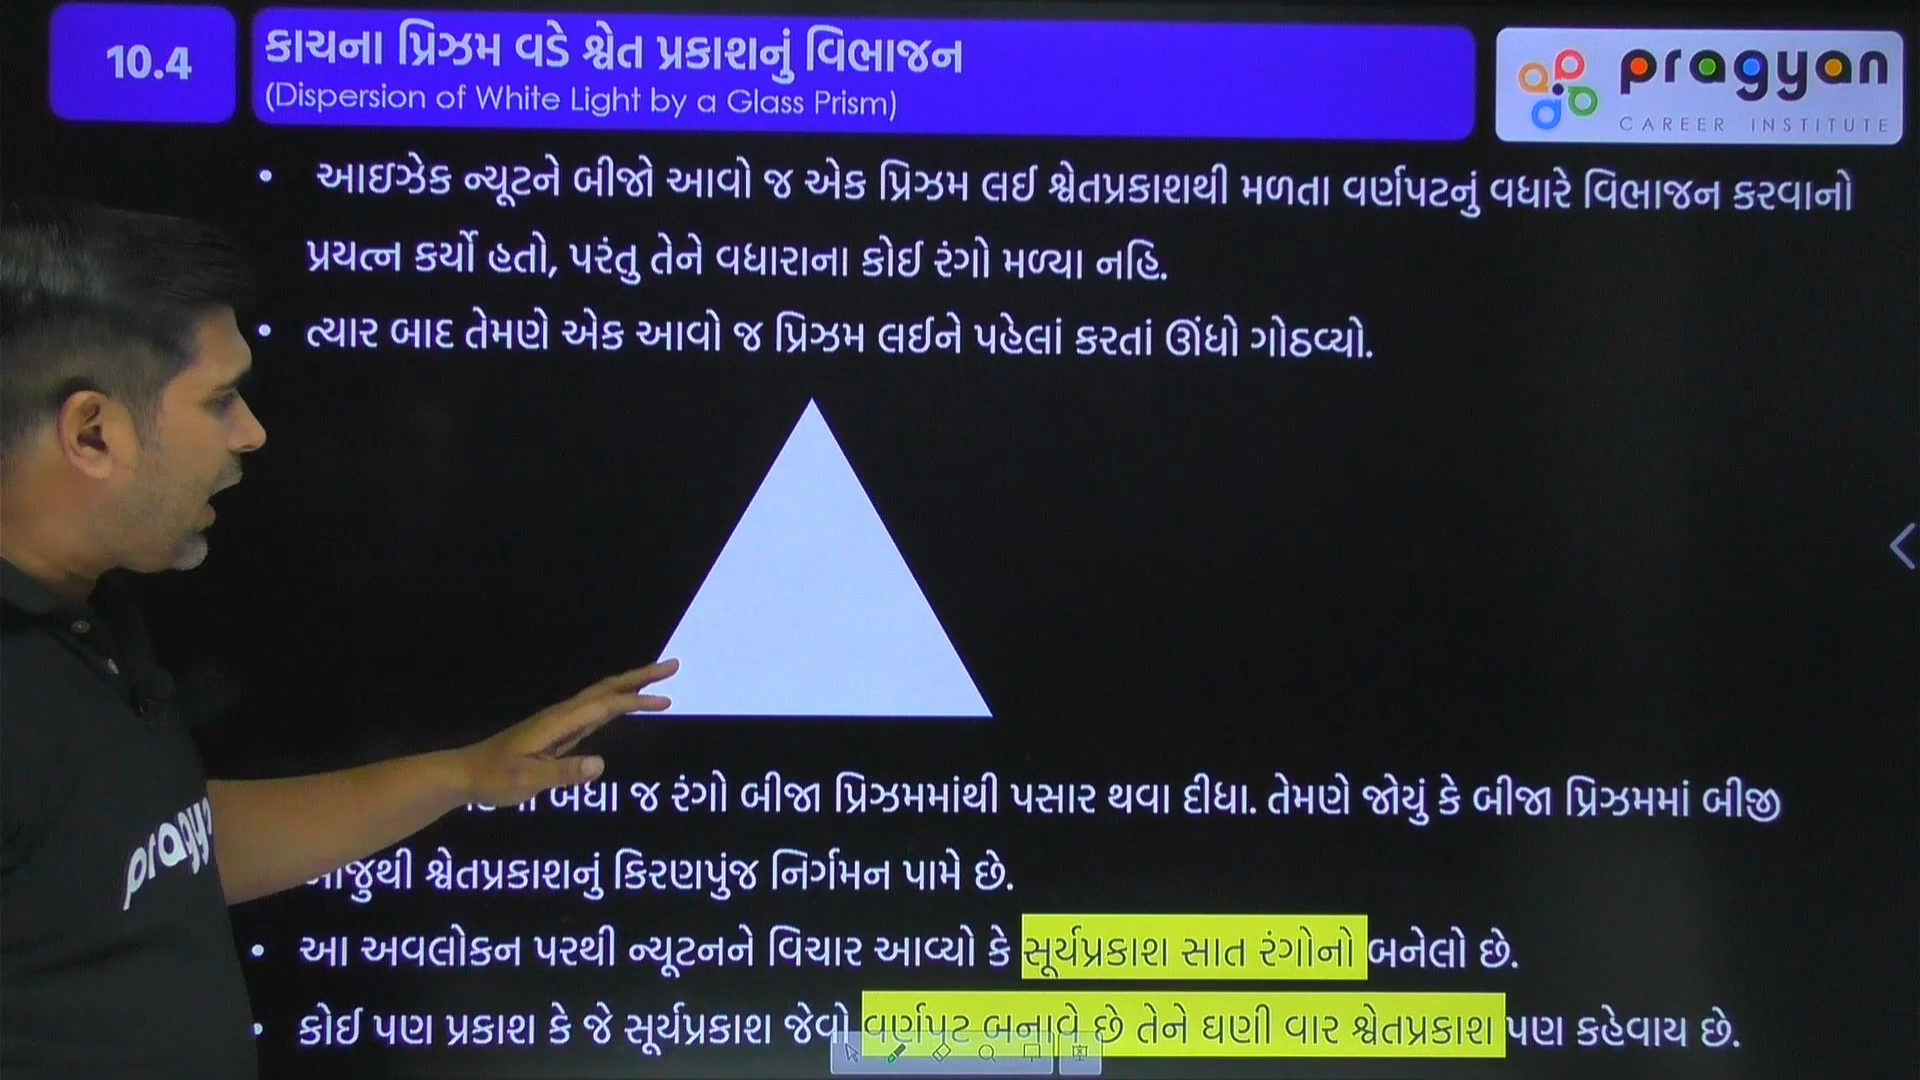 10.4
કાચના પ્રિઝમ વડે શ્વેત પ્રકાશનું વિભાજન
(Dispersion of White Light by a Glass Prism)
pragyan
CAREER INSTITUTE
• આઇઝેક ન્યૂટને બીજો આવો જ એક પ્રિઝમ લઈ શ્વેતપ્રકાશથી મળતા વર્ણપટનું વધારે વિભાજન કરવાનો
પ્રયત્ન કર્યો હતો, પરંતુ તેને વધારાના કોઈ રંગો મળ્યા નહિ.
• ત્યાર બાદ તેમણે એક આવો જ પ્રિઝમ લઈને પહેલાં કરતાં ઊંધો ગોઠવ્યો.
બધા જ રંગો બીજા પ્રિઝમમાંથી પસાર થવા દીધા. તેમણે જોયું કે બીજા પ્રિઝમમાં બીજી
શ્વેતપ્રકાશનું કિરણપુંજ નિર્ગમન પામે છે.
• આ અવલોકન પરથી ન્યૂટનને વિચાર આવ્યો કે સૂર્યપ્રકાશ સાત રંગોનો બનેલો છે.
• કોઈ પણ પ્રકાશ કે જે સૂર્યપ્રકાશ જેવો વર્ણપટ બનાવે છે તેને ઘણી વાર શ્વેતપ્રકાશ પણ કહેવાય છે.